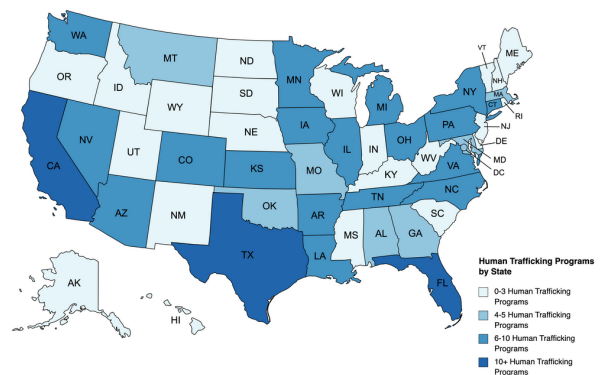 WA
MT
ND
MN
VT
ME
OR
ID
SD
WI
MI
NY
NH
MA
CT
RI
WY
NE
IA
PA
NJ
NV
UT
CO
KS
MO
IL
IN
OH
WV
VA
DE
MD
DC
CA
KY
AZ
NM
OK
AR
TN
NC
SC
TX
LA
MS
AL
GA
FL
AK
HI
Human Trafficking Programs
by State
0-3 Human Trafficking
Programs
4-5 Human Trafficking
Programs
6-10 Human Trafficking
Programs
10+ Human Trafficking
Programs